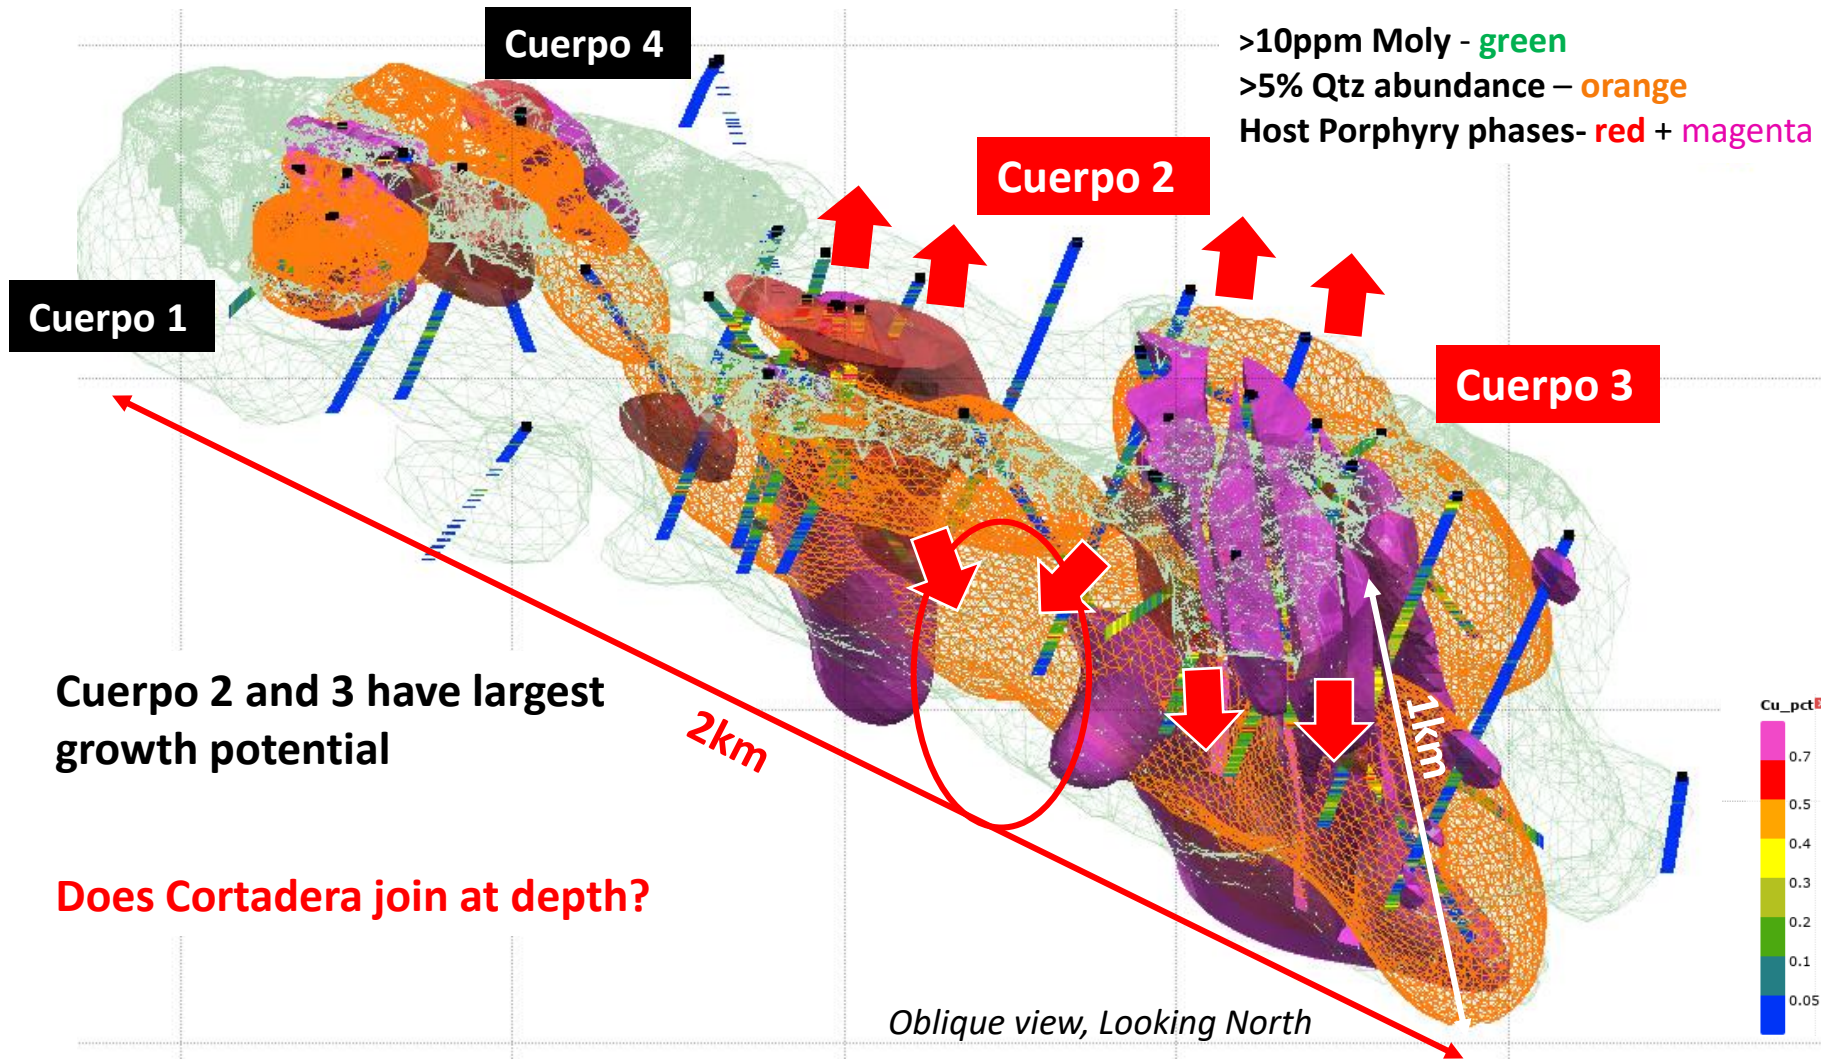 Cuerpo 4
>10ppm Moly - green
>5% Qtz abundance – orange
Host Porphyry phases- red + magenta
Cuerpo 2
Cuerpo 1
Cuerpo 3
Cuerpo 2 and 3 have largest
growth potential
2km
1km
Does Cortadera join at depth?
Oblique view, Looking North
Cu_pct
0.7
0.5
0.4
0.3
0.2
0.1
0.05